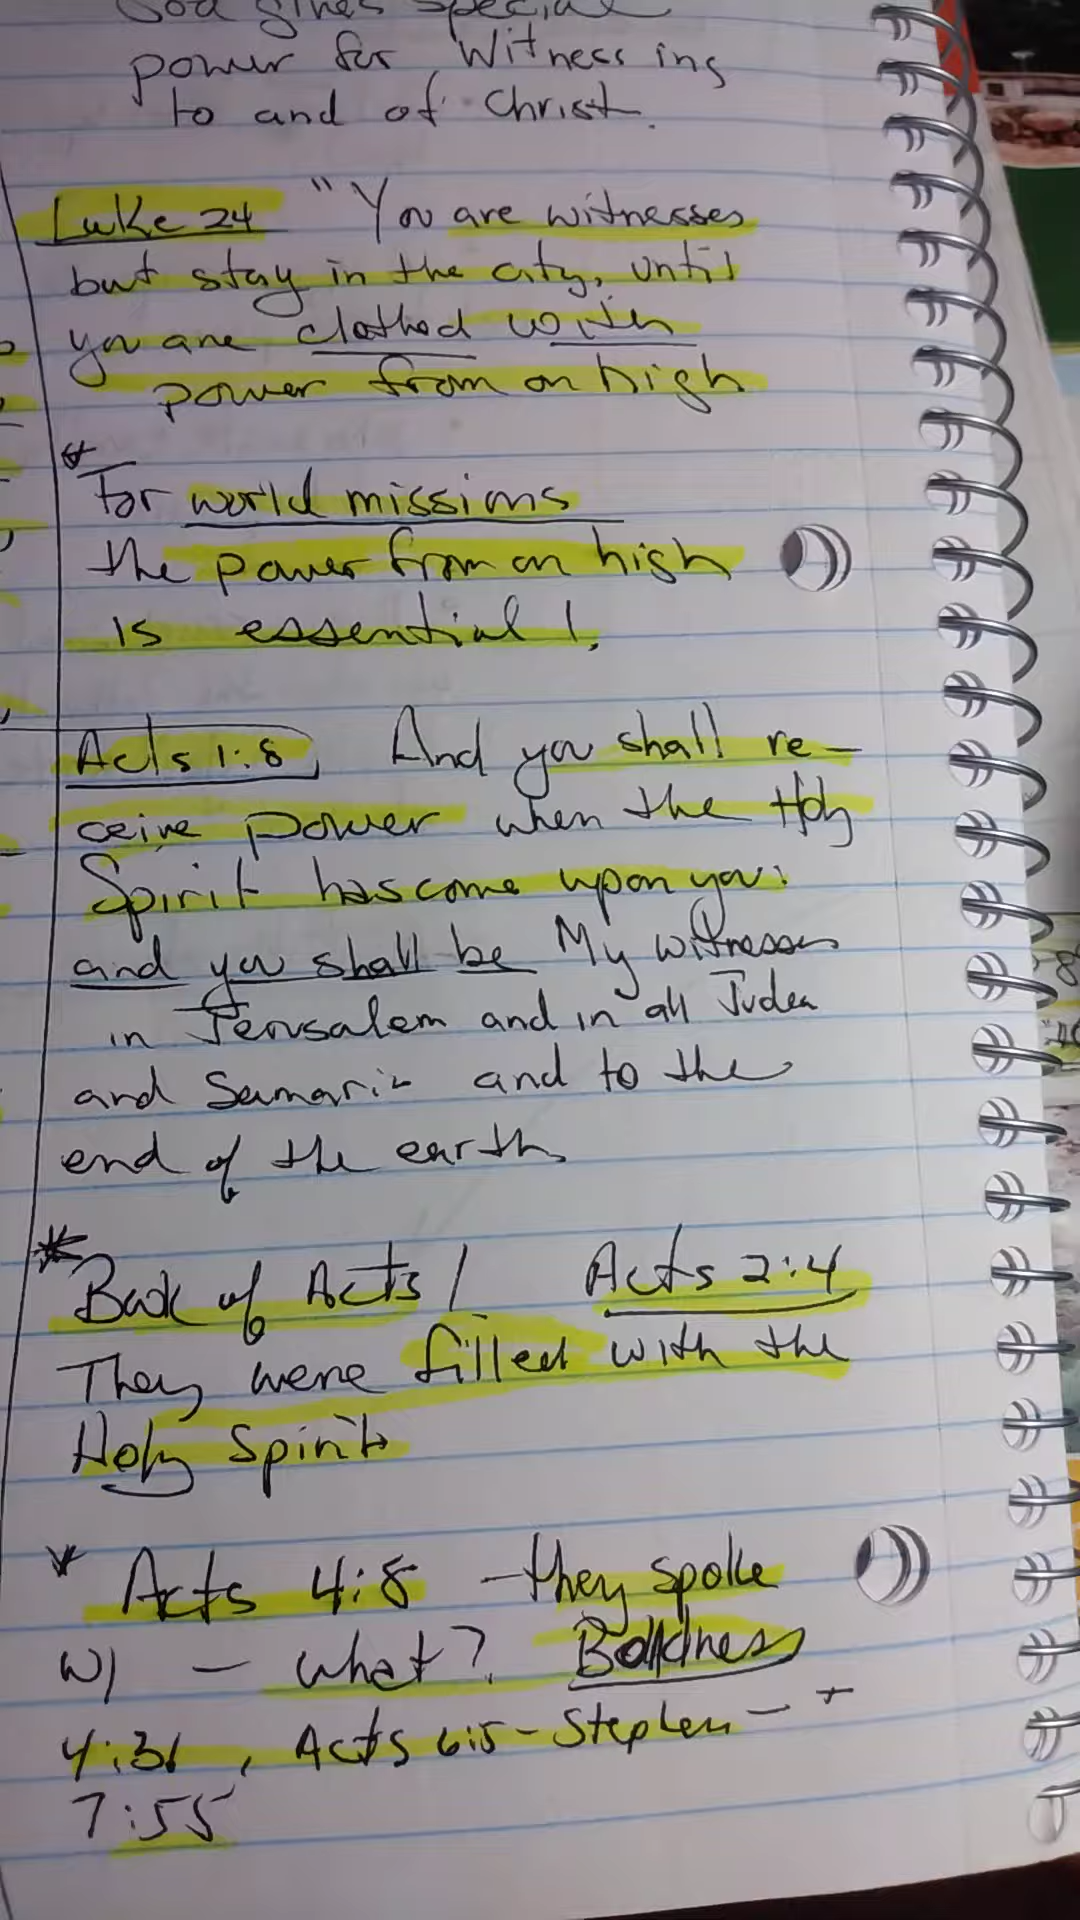 God gives special
power for Witnessing
to and of Christ.
Luke 24 "You are witnesses
but stay in the city, until
you are clothed with
power from on high
For world missions
the power from on high
is essential!
Acts 1:8 And you shall re-
ceive power when the Holy
Spirit has come upon you:
and you shall be My witnesses
in Jerusalem and in all Judea
and Samaria and to the
end of the earth
* Book of Acts! Acts 2:4
They were filled with the
Holy Spirit
* Acts 4:8 - they spoke
w/ - what? Boldness
4:31, Acts 6:5 - Stephen - +
7:55